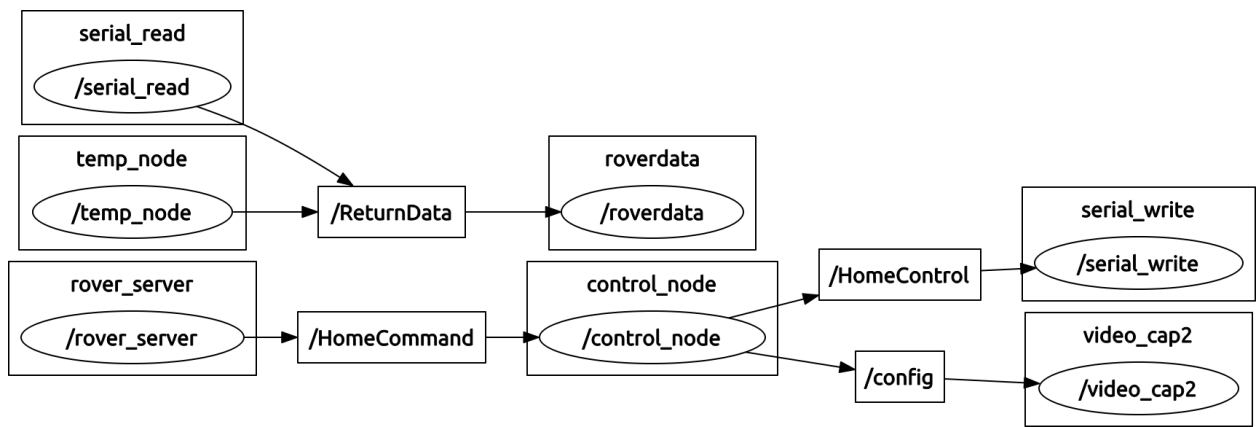 serial_read
/serial_read
temp_node
/temp_node
/ReturnData
roverdata
/roverdata
rover_server
/rover_server
/HomeCommand
control_node
/control_node
/HomeControl
serial_write
/serial_write
/config
video_cap2
/video_cap2